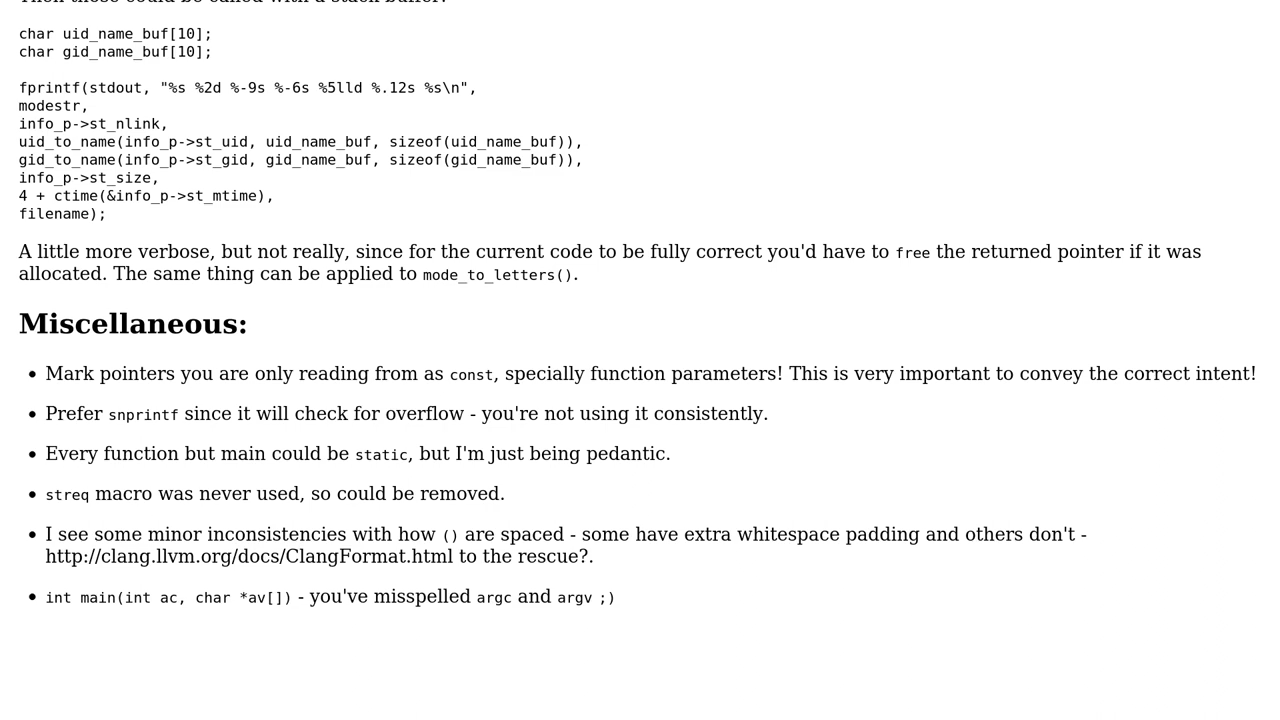 char uid_name_buf[10];
char gid_name_buf[10];
fprintf(stdout, "%s %2d %-9s %-6s %5lld %.12s %s\n",
modestr,
info_p->st_nlink,
uid_to_name(info_p->st_uid, uid_name_buf, sizeof(uid_name_buf)),
gid_to_name(info_p->st_gid, gid_name_buf, sizeof(gid_name_buf)),
info_p->st_size,
4 + ctime(&info_p->st_mtime),
filename);
A little more verbose, but not really, since for the current code to be fully correct you'd have to free the returned pointer if it was
allocated. The same thing can be applied to mode_to_letters().
Miscellaneous:
• Mark pointers you are only reading from as const, specially function parameters! This is very important to convey the correct intent!
• Prefer snprintf since it will check for overflow - you're not using it consistently.
• Every function but main could be static, but I'm just being pedantic.
• streq macro was never used, so could be removed.
• I see some minor inconsistencies with how () are spaced - some have extra whitespace padding and others don't -
http://clang.llvm.org/docs/ClangFormat.html to the rescue?.
• int main(int ac, char *av[]) - you've misspelled argc and argv ;)